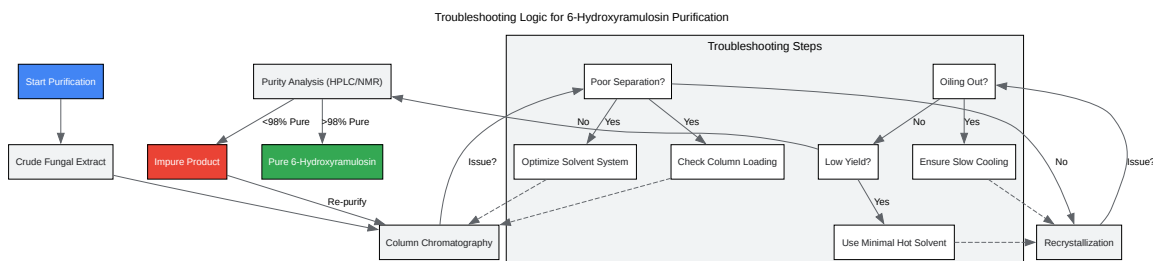 Troubleshooting Logic for 6-Hydroxyramulosin Purification
Troubleshooting Steps
Start Purification
Purity Analysis (HPLC/NMR)
Poor Separation?
Oiling Out?
<98% Pure
>98% Pure
No
Yes
Yes
No
Yes
Crude Fungal Extract
Impure Product
Pure 6-Hydroxyramulosin
Issue?
Optimize Solvent System
Check Column Loading
Low Yield?
Ensure Slow Cooling
No
Issue?
Re-purify
Yes
Column Chromatography
Use Minimal Hot Solvent
Recrystallization